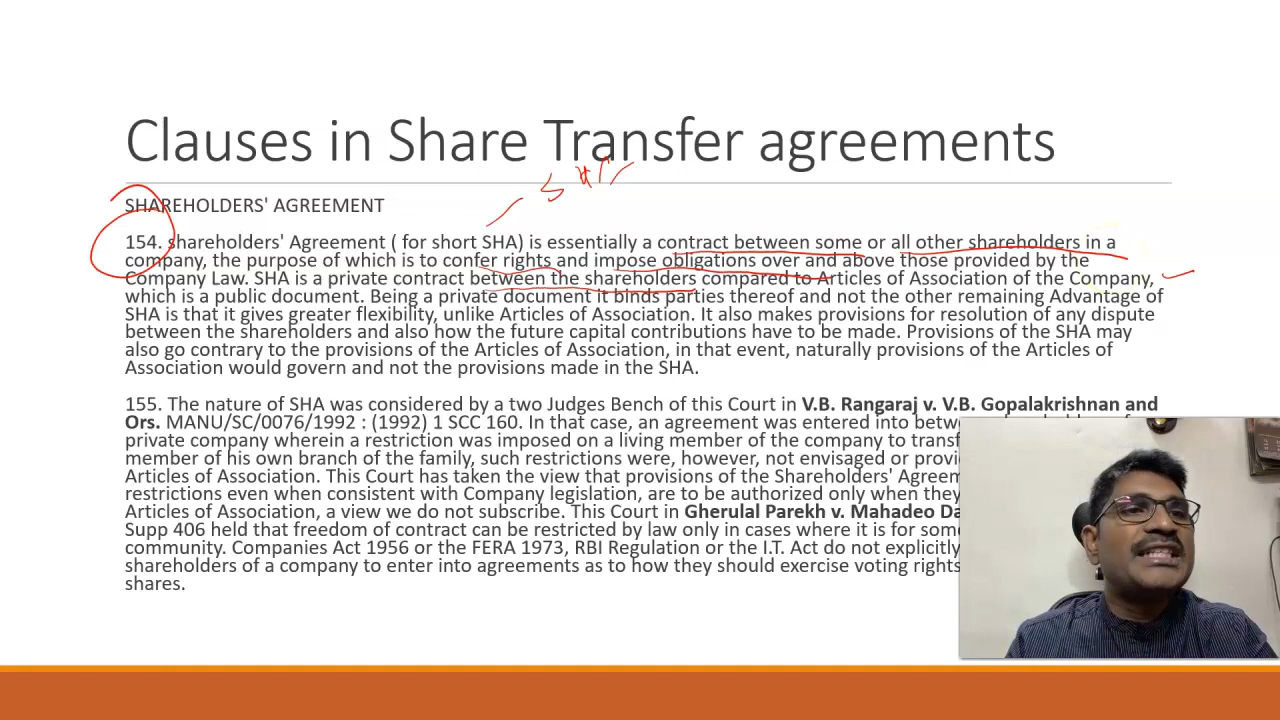 Clauses in Share Transfer agreements
SHAREHOLDERS' AGREEMENT
154. shareholders' Agreement ( for short SHA) is essentially a contract between some or all other shareholders in a
company, the purpose of which is to confer rights and impose obligations over and above those provided by the
Company Law. SHA is a private contract between the shareholders compared to Articles of Association of the Company,
which is a public document. Being a private document it binds parties thereof and not the other remaining Advantage of
SHA is that it gives greater flexibility, unlike Articles of Association. It also makes provisions for resolution of any dispute
between the shareholders and also how the future capital contributions have to be made. Provisions of the SHA may
also go contrary to the provisions of the Articles of Association, in that event, naturally provisions of the Articles of
Association would govern and not the provisions made in the SHA.
155. The nature of SHA was considered by a two Judges Bench of this Court in V.B. Rangaraj v. V.B. Gopalakrishnan and
Ors. MANU/SC/0076/1992 : (1992) 1 SCC 160. In that case, an agreement was entered into
private company wherein a restriction was imposed on a living member of the company to
member of his own branch of the family, such restrictions were, however, not envisaged or
Articles of Association. This Court has taken the view that provisions of the Shareholders'
restrictions even when consistent with Company legislation, are to be authorized only when they
Articles of Association, a view we do not subscribe. This Court in Gherulal Parekh v. Mahadeo
Supp 406 held that freedom of contract can be restricted by law only in cases where it is for
community. Companies Act 1956 or the FERA 1973, RBI Regulation or the I.T. Act do not explicitly
shareholders of a company to enter into agreements as to how they should exercise voting rights
shares.